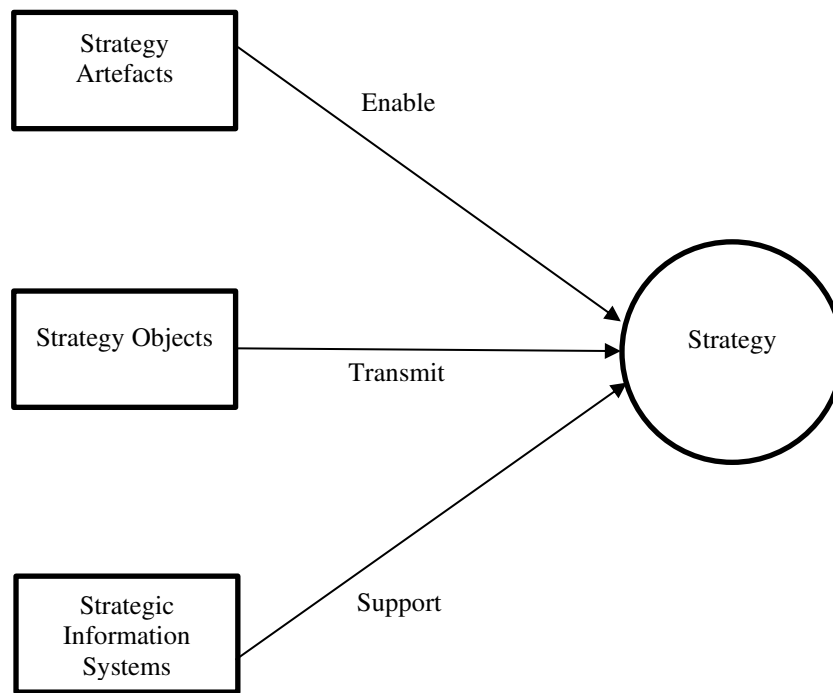 Strategy
Artefacts
Enable
Strategy Objects
Transmit
Strategy
Strategic
Information
Systems
Support